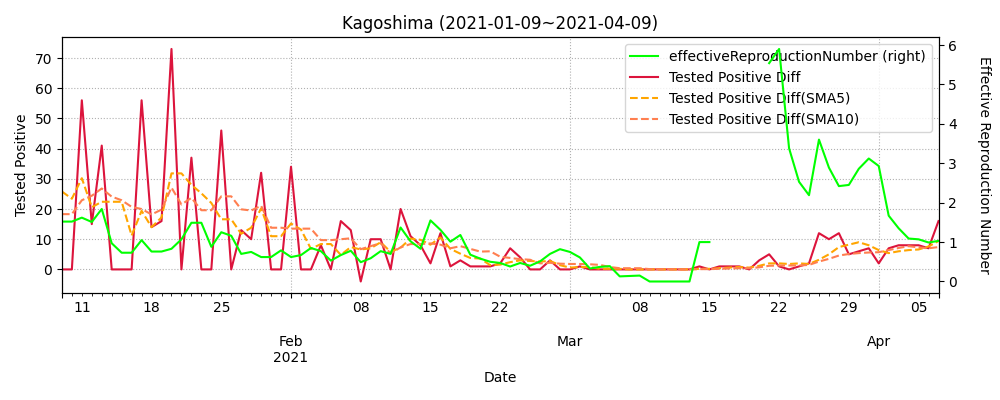 Kagoshima (2021-01-09~2021-04-09)
effectiveReproductionNumber (right)
Tested Positive Diff
Tested Positive Diff(SMA5)
Tested Positive Diff(SMA10)
Tested Positive
70
60
50
40
30
20
10
0
6
5
4
3
2
1
0
Effective Reproduction Number
11 18 25 08 15 22 08 15 22 29 05
Feb Mar Apr
2021
Date